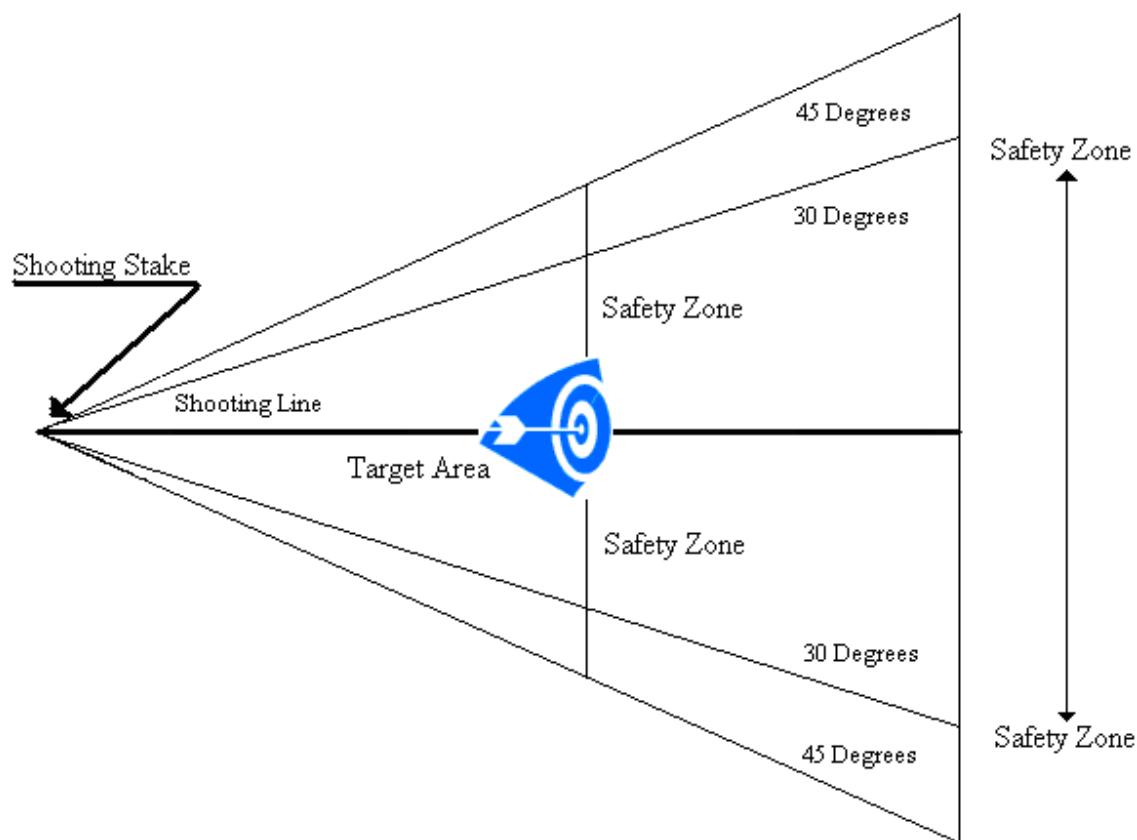 45 Degrees
Safety Zone
30 Degrees
Shooting Stake
Safety Zone
Shooting Line
Target Area
Safety Zone
30 Degrees
Safety Zone
45 Degrees